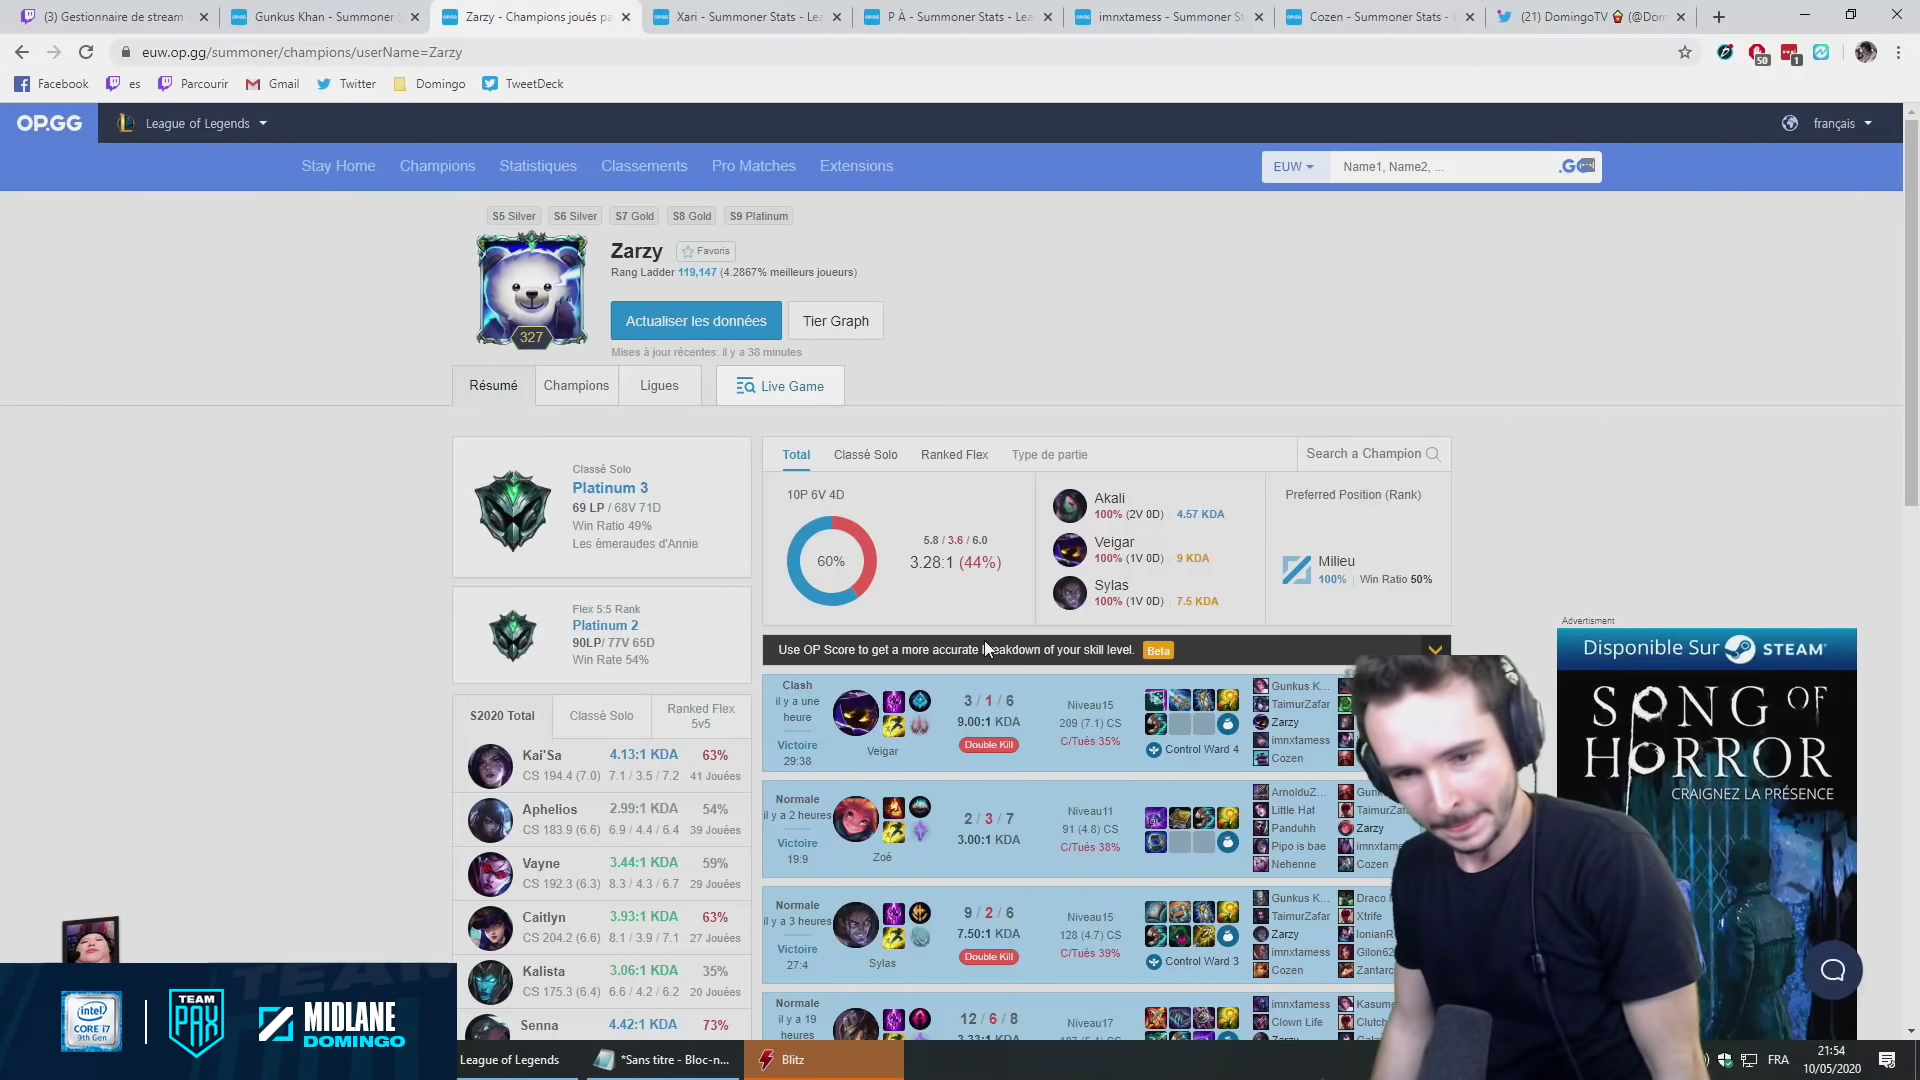 (3) Gestionnaire de stream
Gunkus Khan - Summoner S
Zarzy - Champions joués pa
Xari - Summoner Stats - Lea
P À - Summoner Stats - Lea
imnxtamess - Summoner St
Cozen - Summoner Stats -
(21) DomingoTV (@Dom
euw.op.gg/summoner/champions/userName=Zarzy
50
1
Facebook
es
Parcourir
Gmail
Twitter
Domingo
TweetDeck
OP.GG
League of Legends
français
Stay Home
Champions
Statistiques
Classements
Pro Matches
Extensions
EUW
Name1, Name2, ...
S5 Silver
S6 Silver
S7 Gold
S8 Gold
S9 Platinum
327
Zarzy
Favoris
Rang Ladder 119,147 (4.2867% meilleurs joueurs)
Actualiser les données
Tier Graph
Mises à jour récentes: il y a 38 minutes
Résumé
Champions
Ligues
Live Game
Classé Solo
Platinum 3
69 LP / 68V 71D
Win Ratio 49%
Les émeraudes d'Annie
Flex 5:5 Rank
Platinum 2
90LP/ 77V 65D
Win Rate 54%
S2020 Total
Classé Solo
Ranked Flex
5v5
Kai'Sa 4.13:1 KDA 63%
CS 194.4 (7.0) 7.1 / 3.5 / 7.2 41 Jouées
Aphelios 2.99:1 KDA 54%
CS 183.9 (6.6) 6.9 / 4.4 / 6.4 39 Jouées
Vayne 3.44:1 KDA 59%
CS 192.3 (6.3) 8.3 / 4.3 / 6.7 29 Jouées
Caitlyn 3.93:1 KDA 63%
CS 204.2 (6.6) 8.1 / 3.9 / 7.1 27 Jouées
Kalista 3.06:1 KDA 35%
CS 175.3 (6.4) 6.6 / 4.2 / 6.2 20 Jouées
Senna 4.42:1 KDA 73%
Total
Classé Solo
Ranked Flex
Type de partie
Search a Champion
10P 6V 4D
60%
5.8 / 3.6 / 6.0
3.28:1 (44%)
Akali
100% (2V 0D) 4.57 KDA
Veigar
100% (1V 0D) 9 KDA
Sylas
100% (1V 0D) 7.5 KDA
Preferred Position (Rank)
Milieu
100% Win Ratio 50%
Use OP Score to get a more accurate breakdown of your skill level. Beta
Clash
il y a une
heure
Victoire
29:38
Veigar
3 / 1 / 6
9.00:1 KDA
Double Kill
Niveau15
209 (7.1) CS
C/Tués 35%
Control Ward 4
Gunkus K...
TaimurZafar
Zarzy
imnxtamess
Cozen
Normale
il y a 2 heures
Victoire
19:9
Zoé
2 / 3 / 7
3.00:1 KDA
Niveau11
91 (4.8) CS
C/Tués 38%
ArnolduZ...
Little Hat
Panduhh
Pipo is bae
Nehenne
Gunk
TaimurZafa
Zarzy
imnxtame
Cozen
Normale
il y a 3 heures
Victoire
27:4
Sylas
9 / 2 / 6
7.50:1 KDA
Double Kill
Niveau15
128 (4.7) CS
C/Tués 39%
Control Ward 3
Gunkus K...
TaimurZafar
Zarzy
imnxtamess
Cozen
Draco
Xtrife
IonianR
Gilon62
Zantarc
Normale
il y a 19
heures
12 / 6 / 8
Niveau17
imnxtamess
Clown Life
Kasume
Clutch
Advertisment
Disponible Sur STEAM
SONG OF
HORROR
CRAIGNEZ LA PRÉSENCE
intel
CORE i7
9th Gen
TEAM
PAX
MIDLANE
DOMINGO
League of Legends
*Sans titre - Bloc-n...
Blitz
FRA
21:54
10/05/2020